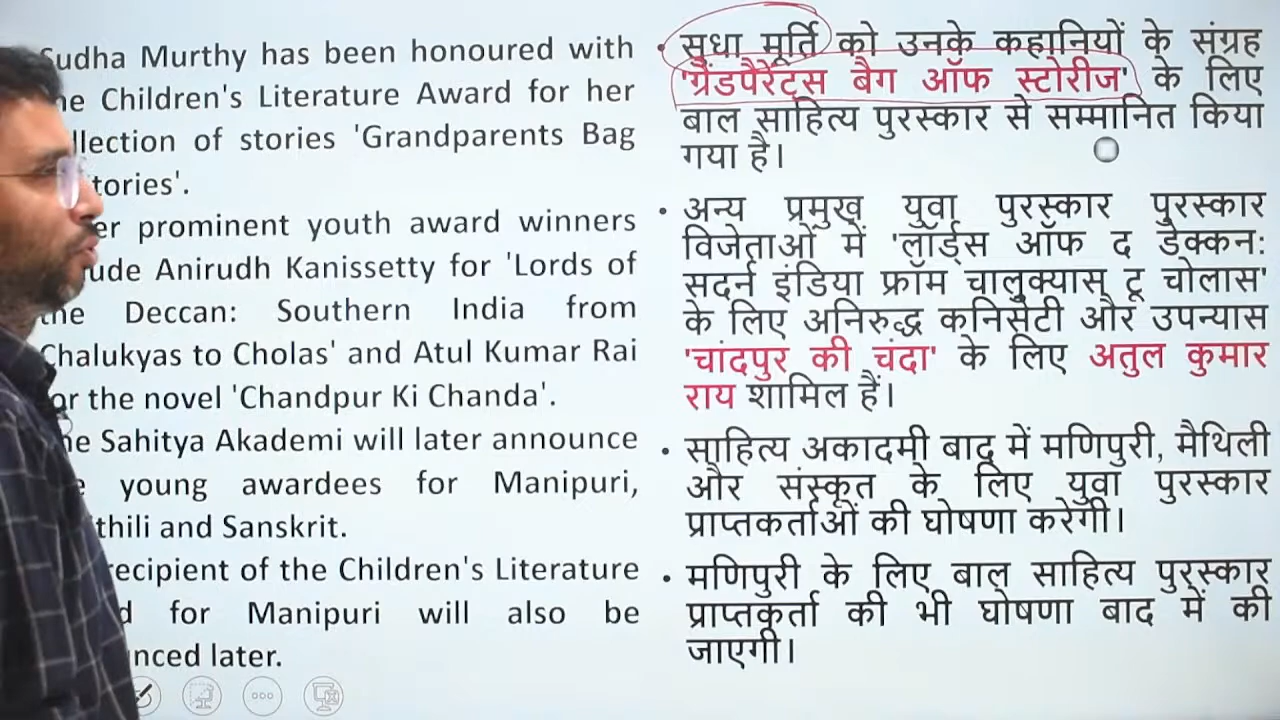 Sudha Murthy has been honoured with
Children's Literature Award for her
of stories 'Grandparents Bag

prominent youth award winners
Anirudh Kanissetty for 'Lords of
the Deccan: Southern India from
Chalukyas to Cholas' and Atul Kumar Rai
the novel 'Chandpur Ki Chanda'.
Sahitya Akademi will later announce
young awardees for Manipuri,
and Sanskrit.
recipient of the Children's Literature
for Manipuri will also be
later.
• सुधा मूर्ति को उनके कहानियों के संग्रह
'ग्रैंडपैरेंट्स बैग ऑफ स्टोरीज' के लिए
बाल साहित्य पुरस्कार से सम्मानित किया
गया है।
• अन्य प्रमुख युवा पुरस्कार पुरस्कार
विजेताओं में 'लॉर्ड्स ऑफ द डेक्कन:
सदर्न इंडिया फ्रॉम चालुक्यास टू चोलास'
के लिए अनिरुद्ध कनिसेटी और उपन्यास
'चांदपुर की चंदा' के लिए अतुल कुमार
राय शामिल हैं।
• साहित्य अकादमी बाद में मणिपुरी, मैथिली
और संस्कृत के लिए युवा पुरस्कार
प्राप्तकर्ताओं की घोषणा करेगी।
• मणिपुरी के लिए बाल साहित्य पुरस्कार
प्राप्तकर्ता की भी घोषणा बाद में की
जाएगी।